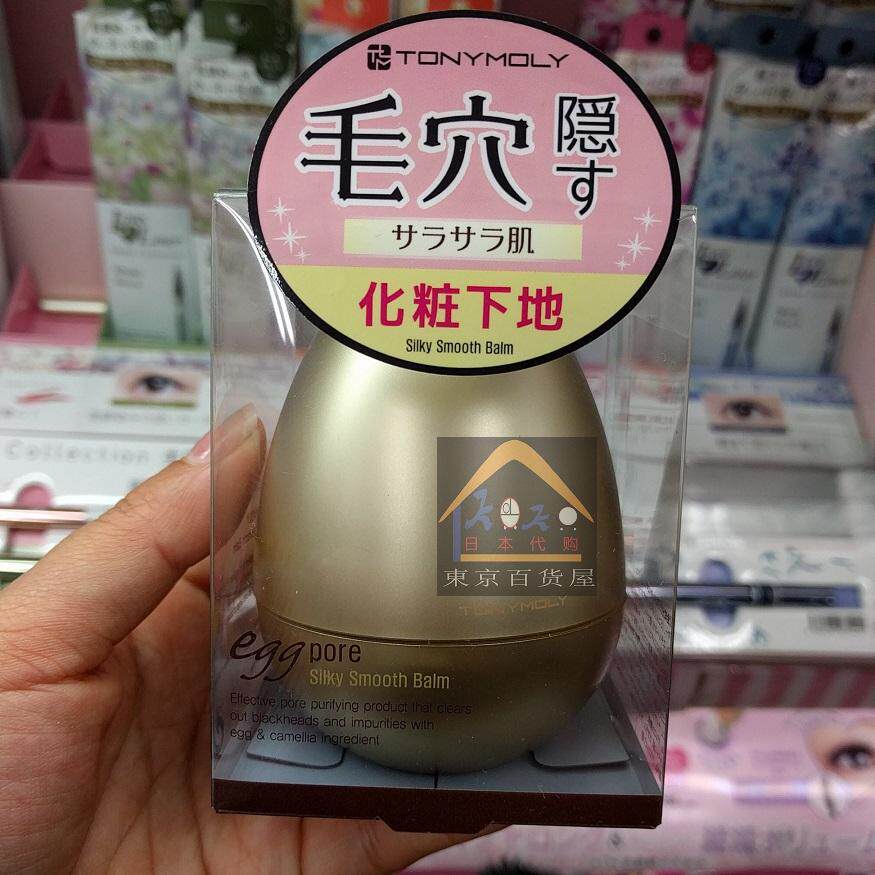 TONYMOLY
毛穴隠す
サラサラ肌
化粧下地
Silky Smooth Balm
日本代购
東京百货屋
TONYMOLY
egg pore
Silky Smooth Balm
Effective pore purifying product that clears
out blackheads and impurities with
egg & camellia ingredient
Collection